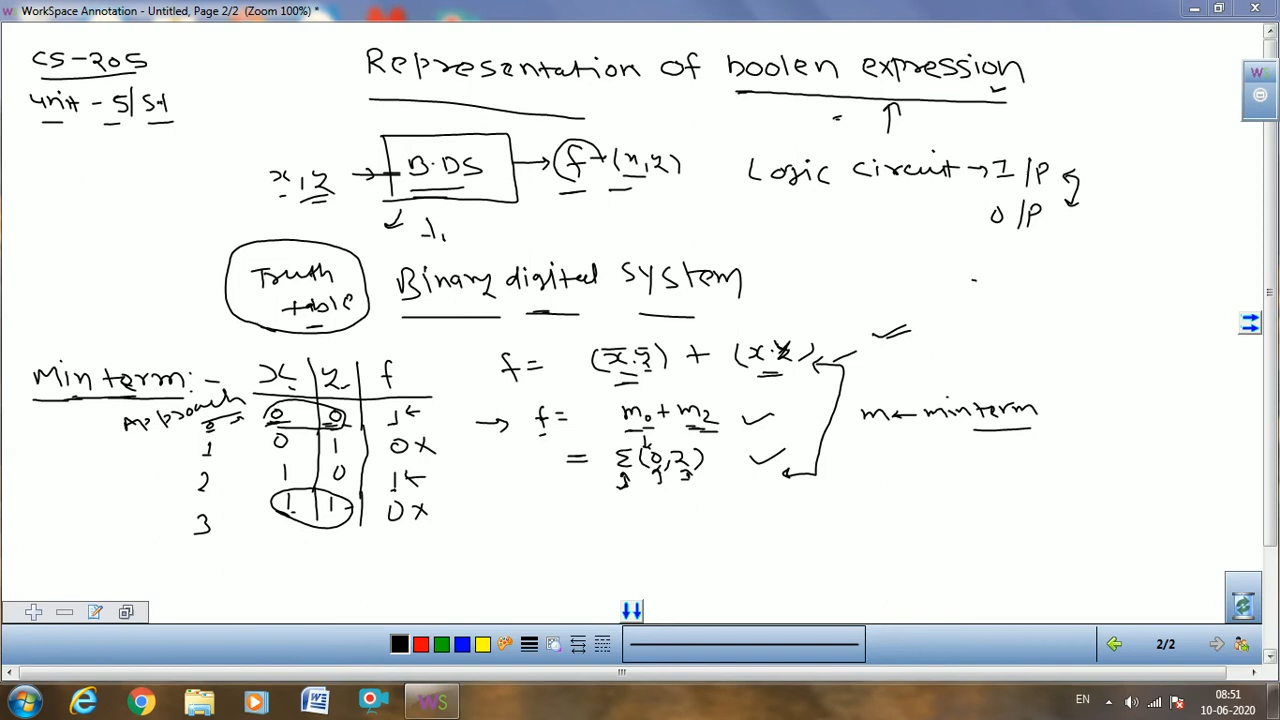 WorkSpace Annotation - Untitled, Page 2/2 (Zoom 100%) *
CS-205
unit - 5/S1
Representation of boolen expression
x, z → B.DS → f → (x, z)
Logic circuit → I/P
O/P
Truth table
Binary digital system
Min term :-
Approach
x z f
0 0 1
1 0 1 0 x
2 1 0 1
3 1 1 0 x
f = (x̄.z̄) + (x.z)
→ f = m0 + m2
= Σ(0,2)
m ← minterm
2/2
EN
08:51
10-06-2020